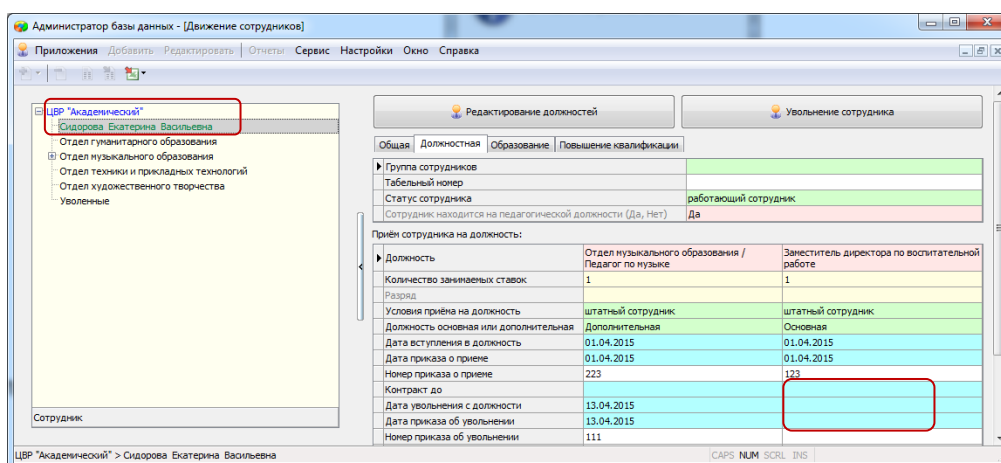 Администратор базы данных - [Движение сотрудников]
Приложения Добавить Редактировать Отчеты Сервис Настройки Окно Справка
ЦВР "Академический"
Сидорова Екатерина Васильевна
Отдел гуманитарного образования
Отдел музыкального образования
Отдел техники и прикладных технологий
Отдел художественного творчества
Уволенные
Сотрудник
Редактирование должностей Увольнение сотрудника
Общая Должностная Образование Повышение квалификации
Группа сотрудников
Табельный номер
Статус сотрудника работающий сотрудник
Сотрудник находится на педагогической должности (Да, Нет) Да
Приём сотрудника на должность:
Должность Отдел музыкального образования / Заместитель директора по воспитательной
Педагог по музыке работе
Количество занимаемых ставок 1 1
Разряд
Условия приёма на должность штатный сотрудник штатный сотрудник
Должность основная или дополнительная Дополнительная Основная
Дата вступления в должность 01.04.2015 01.04.2015
Дата приказа о приеме 01.04.2015 01.04.2015
Номер приказа о приеме 223 123
Контракт до
Дата увольнения с должности 13.04.2015
Дата приказа об увольнении 13.04.2015
Номер приказа об увольнении 111
ЦВР "Академический" > Сидорова Екатерина Васильевна CAPS NUM SCRL INS